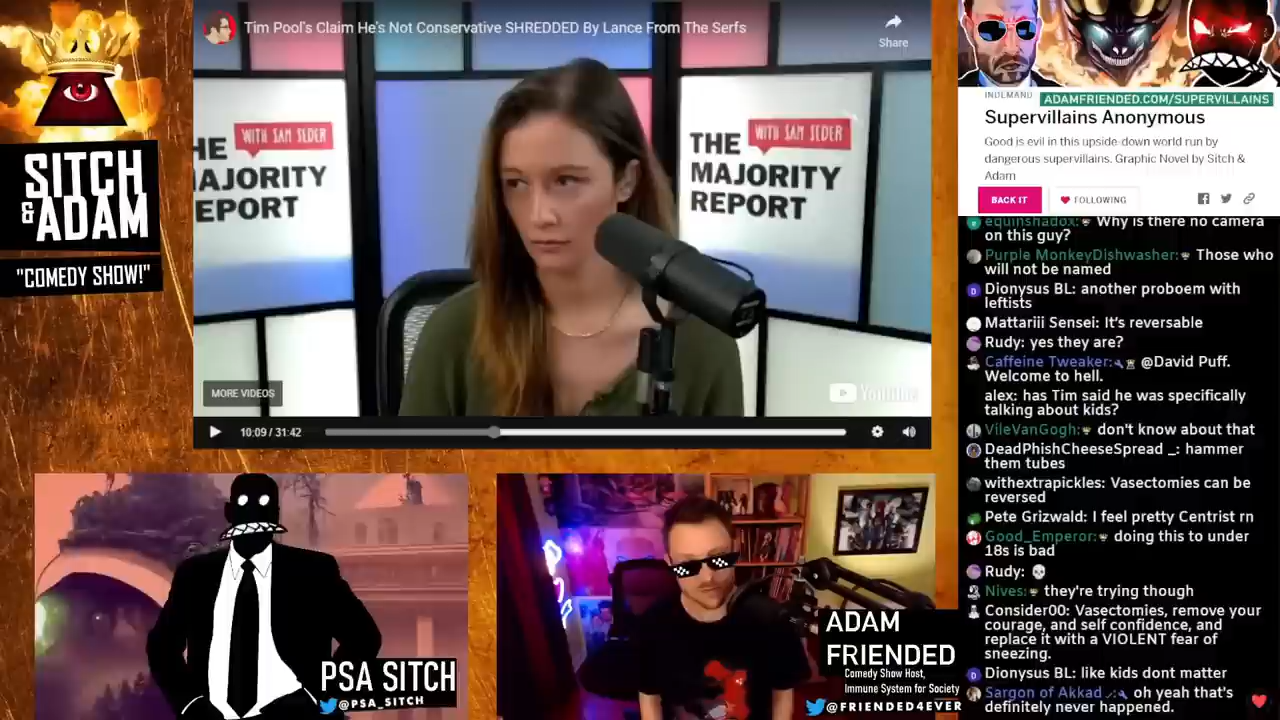 SITCH
& ADAM
"COMEDY SHOW!"
Tim Pool's Claim He's Not Conservative SHREDDED By Lance From The Serfs
Share
HE
WITH SAM SEDER
AJORITY
EPORT
THE
WITH SAM SEDER
MAJORITY
REPORT
MORE VIDEOS
YouTube
10:09 / 31:42
PSA SITCH
@PSA_SITCH
ADAM
FRIENDED
Comedy Show Host,
Immune System for Society
@FRIENDED4EVER
INDEMAND
ADAMFRIENDED.COM/SUPERVILLAINS
Supervillains Anonymous
Good is evil in this upside-down world run by
dangerous supervillains. Graphic Novel by Sitch &
Adam
BACK IT
FOLLOWING
equinshadox: Why is there no camera
on this guy?
Purple MonkeyDishwasher: Those who
will not be named
Dionysus BL: another proboem with
leftists
Mattariii Sensei: It's reversable
Rudy: yes they are?
Caffeine Tweaker: @David Puff.
Welcome to hell.
alex: has Tim said he was specifically
talking about kids?
VileVanGogh: don't know about that
DeadPhishCheeseSpread _: hammer
them tubes
withextrapickles: Vasectomies can be
reversed
Pete Grizwald: I feel pretty Centrist rn
Good_Emperor: doing this to under
18s is bad
Rudy: 💀
Nives: they're trying though
Consider00: Vasectomies, remove your
courage, and self confidence, and
replace it with a VIOLENT fear of
sneezing.
Dionysus BL: like kids dont matter
Sargon of Akkad: oh yeah that's
definitely never happened.